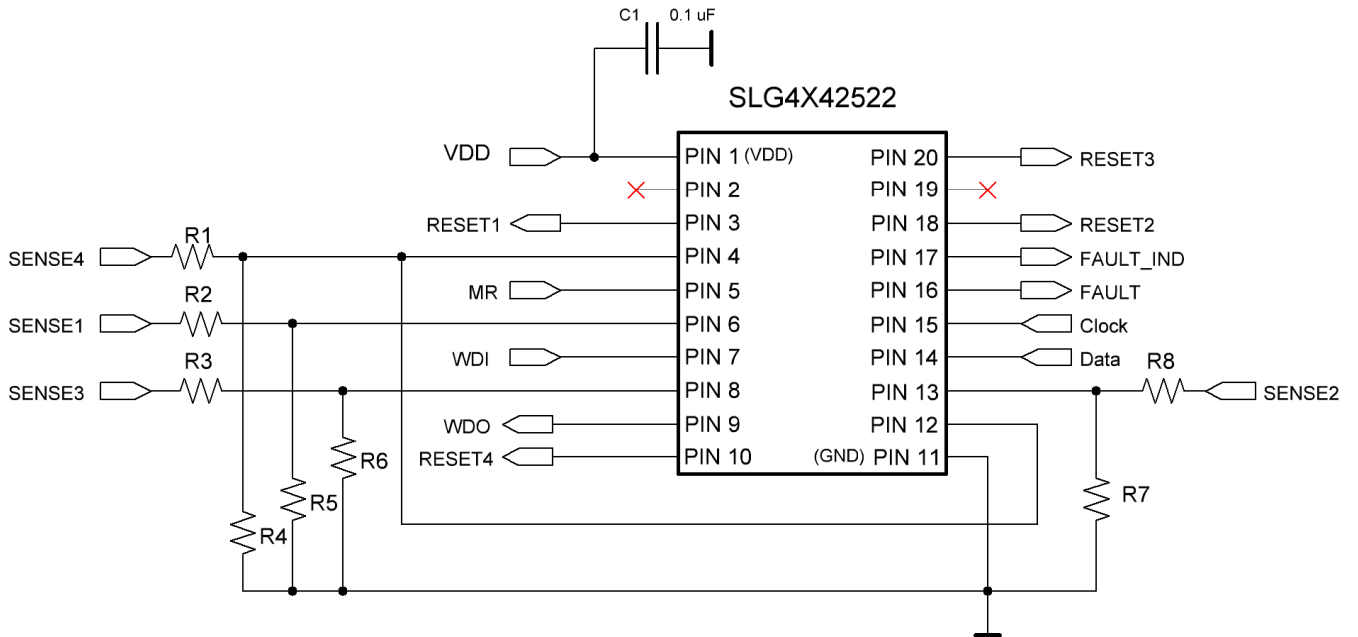 C1 0.1 uF
SLG4X42522
VDD PIN 1 (VDD) PIN 20 RESET3
PIN 2 PIN 19
RESET1 PIN 3 PIN 18 RESET2
SENSE4 R1 PIN 4 PIN 17 FAULT_IND
MR PIN 5 PIN 16 FAULT
SENSE1 R2 PIN 6 PIN 15 Clock
WDI PIN 7 PIN 14 Data
SENSE3 R3 PIN 8 PIN 13 R8 SENSE2
WDO PIN 9 PIN 12
RESET4 PIN 10 (GND) PIN 11
R6
R5
R7
R4